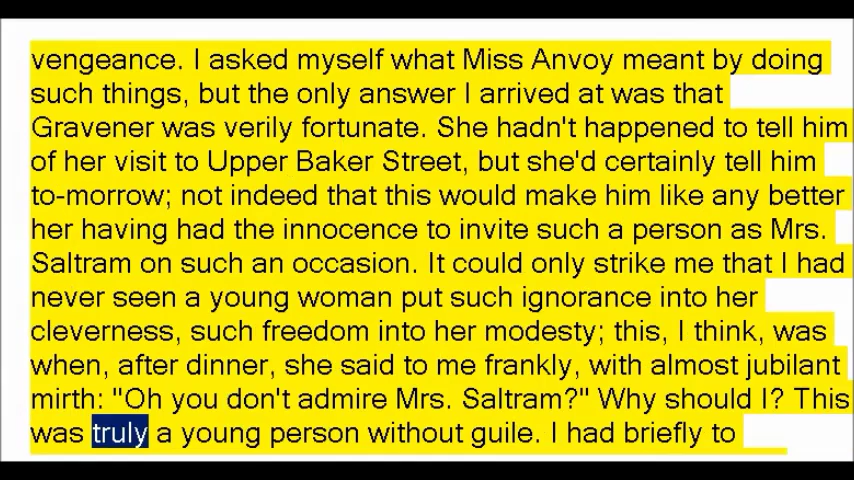 vengeance. I asked myself what Miss Anvoy meant by doing
such things, but the only answer I arrived at was that
Gravener was verily fortunate. She hadn't happened to tell him
of her visit to Upper Baker Street, but she'd certainly tell him
to-morrow; not indeed that this would make him like any better
her having had the innocence to invite such a person as Mrs.
Saltram on such an occasion. It could only strike me that I had
never seen a young woman put such ignorance into her
cleverness, such freedom into her modesty; this, I think, was
when, after dinner, she said to me frankly, with almost jubilant
mirth: "Oh you don't admire Mrs. Saltram?" Why should I? This
was truly a young person without guile. I had briefly to